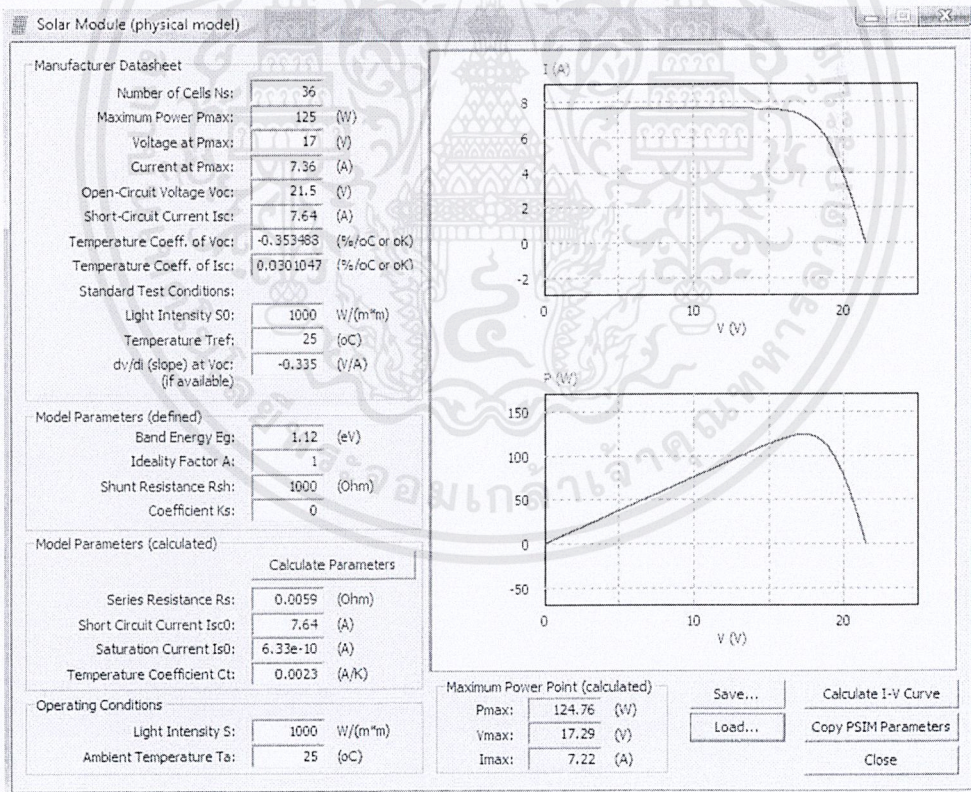 Solar Module (physical model)
Manufacturer Datasheet
Number of Cells Ns: 36
Maximum Power Pmax: 125 (W)
Voltage at Pmax: 17 (V)
Current at Pmax: 7.36 (A)
Open-Circuit Voltage Voc: 21.5 (V)
Short-Circuit Current Isc: 7.64 (A)
Temperature Coeff. of Voc: -0.353483 (%/oC or oK)
Temperature Coeff. of Isc: 0.0301047 (%/oC or oK)
Standard Test Conditions:
Light Intensity S0: 1000 W/(m*m)
Temperature Tref: 25 (oC)
dv/di (slope) at Voc: -0.335 (V/A)
(if available)
Model Parameters (defined)
Band Energy Eg: 1.12 (eV)
Ideality Factor A: 1
Shunt Resistance Rsh: 1000 (Ohm)
Coefficient Ks: 0
Model Parameters (calculated)
Calculate Parameters
Series Resistance Rs: 0.0059 (Ohm)
Short Circuit Current Isc0: 7.64 (A)
Saturation Current Is0: 6.33e-10 (A)
Temperature Coefficient Ct: 0.0023 (A/K)
Operating Conditions
Light Intensity S: 1000 W/(m*m)
Ambient Temperature Ta: 25 (oC)
I (A)
8
6
4
2
0
-2
0 10 20
V (V)
P (W)
150
100
50
0
-50
0 10 20
V (V)
Maximum Power Point (calculated)
Pmax: 124.76 (W)
Vmax: 17.29 (V)
Imax: 7.22 (A)
Save...
Calculate I-V Curve
Load...
Copy PSIM Parameters
Close